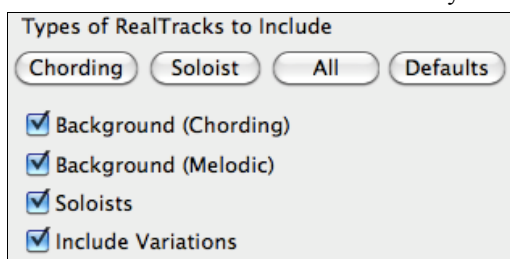 Types of RealTracks to Include
Chording Soloist All Defaults
Background (Chording)
Background (Melodic)
Soloists
Include Variations